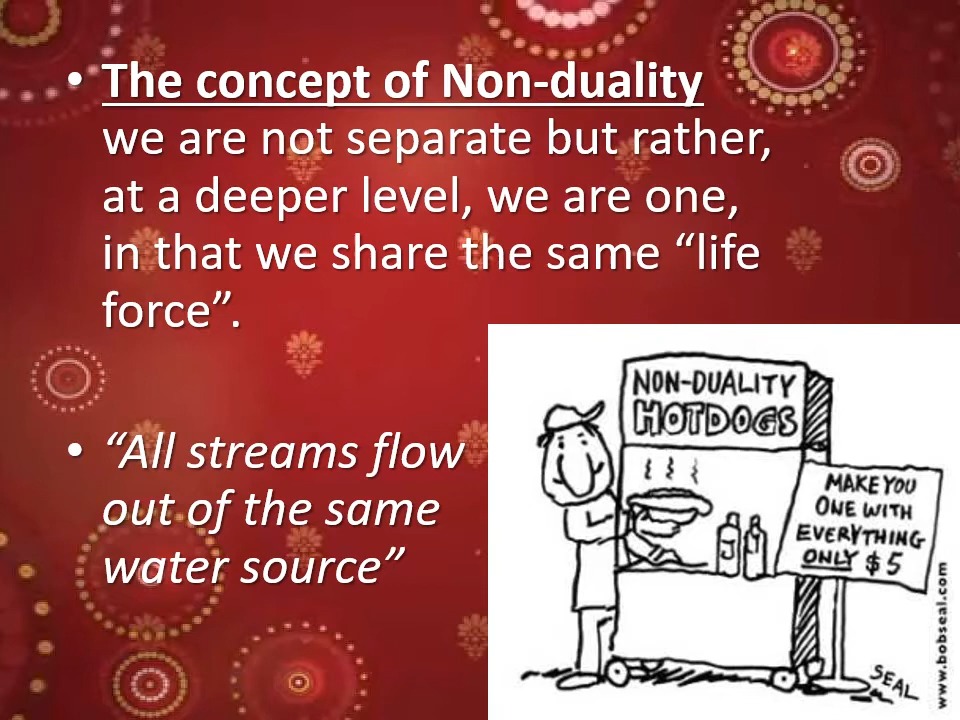 • The concept of Non-duality
we are not separate but rather,
at a deeper level, we are one,
in that we share the same “life
force”.
• “All streams flow
out of the same
water source”
NON-DUALITY
HOTDOGS
MAKE YOU
ONE WITH
EVERYTHING
ONLY $5
SEAL
www.bobseal.com